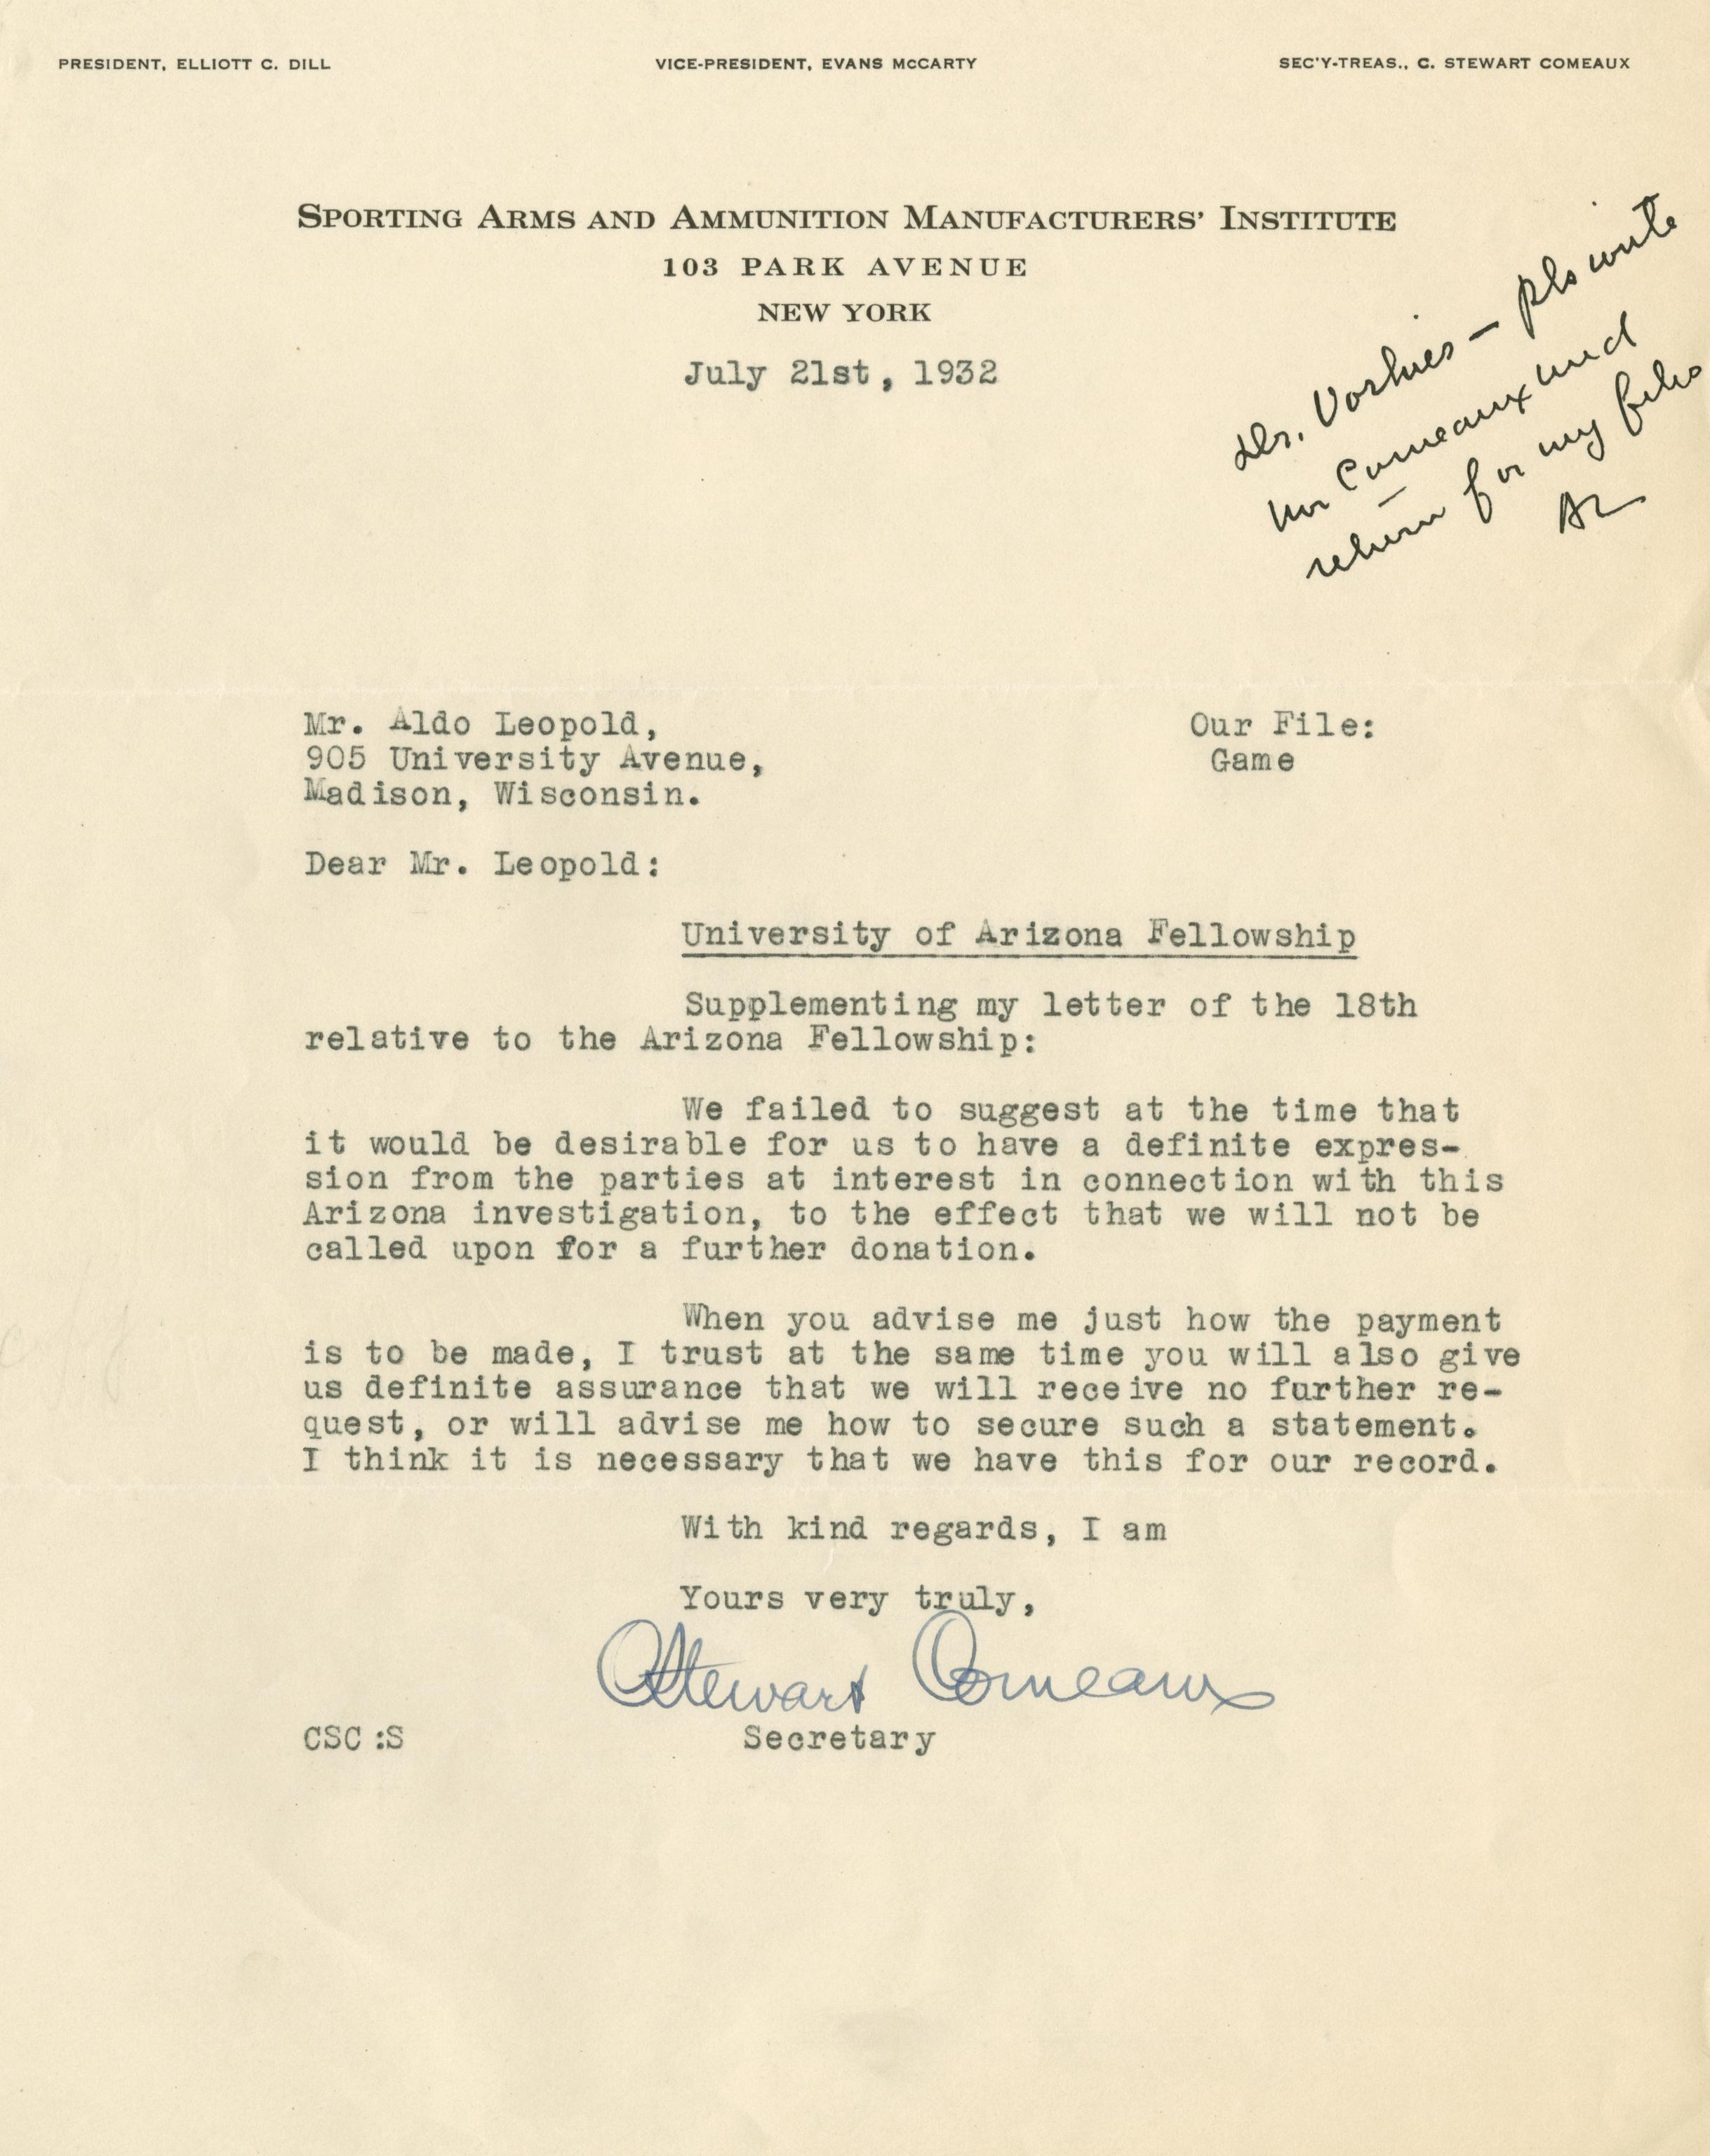 PRESIDENT, ELLIOTT C. DILL
VICE-PRESIDENT, EVANS McCARTY
SEC'Y-TREAS., C. STEWART COMEAUX
SPORTING ARMS AND AMMUNITION MANUFACTURERS' INSTITUTE
103 PARK AVENUE
NEW YORK
July 21st, 1932
Dr. Vorhies — pls write
Mr Comeaux and
return for my files
AL
Mr. Aldo Leopold,
905 University Avenue,
Madison, Wisconsin.
Our File:
Game
Dear Mr. Leopold:
University of Arizona Fellowship
Supplementing my letter of the 18th
relative to the Arizona Fellowship:
We failed to suggest at the time that
it would be desirable for us to have a definite expres-
sion from the parties at interest in connection with this
Arizona investigation, to the effect that we will not be
called upon for a further donation.
When you advise me just how the payment
is to be made, I trust at the same time you will also give
us definite assurance that we will receive no further re-
quest, or will advise me how to secure such a statement.
I think it is necessary that we have this for our record.
With kind regards, I am
Yours very truly,
C Stewart Comeaux
CSC:S
Secretary